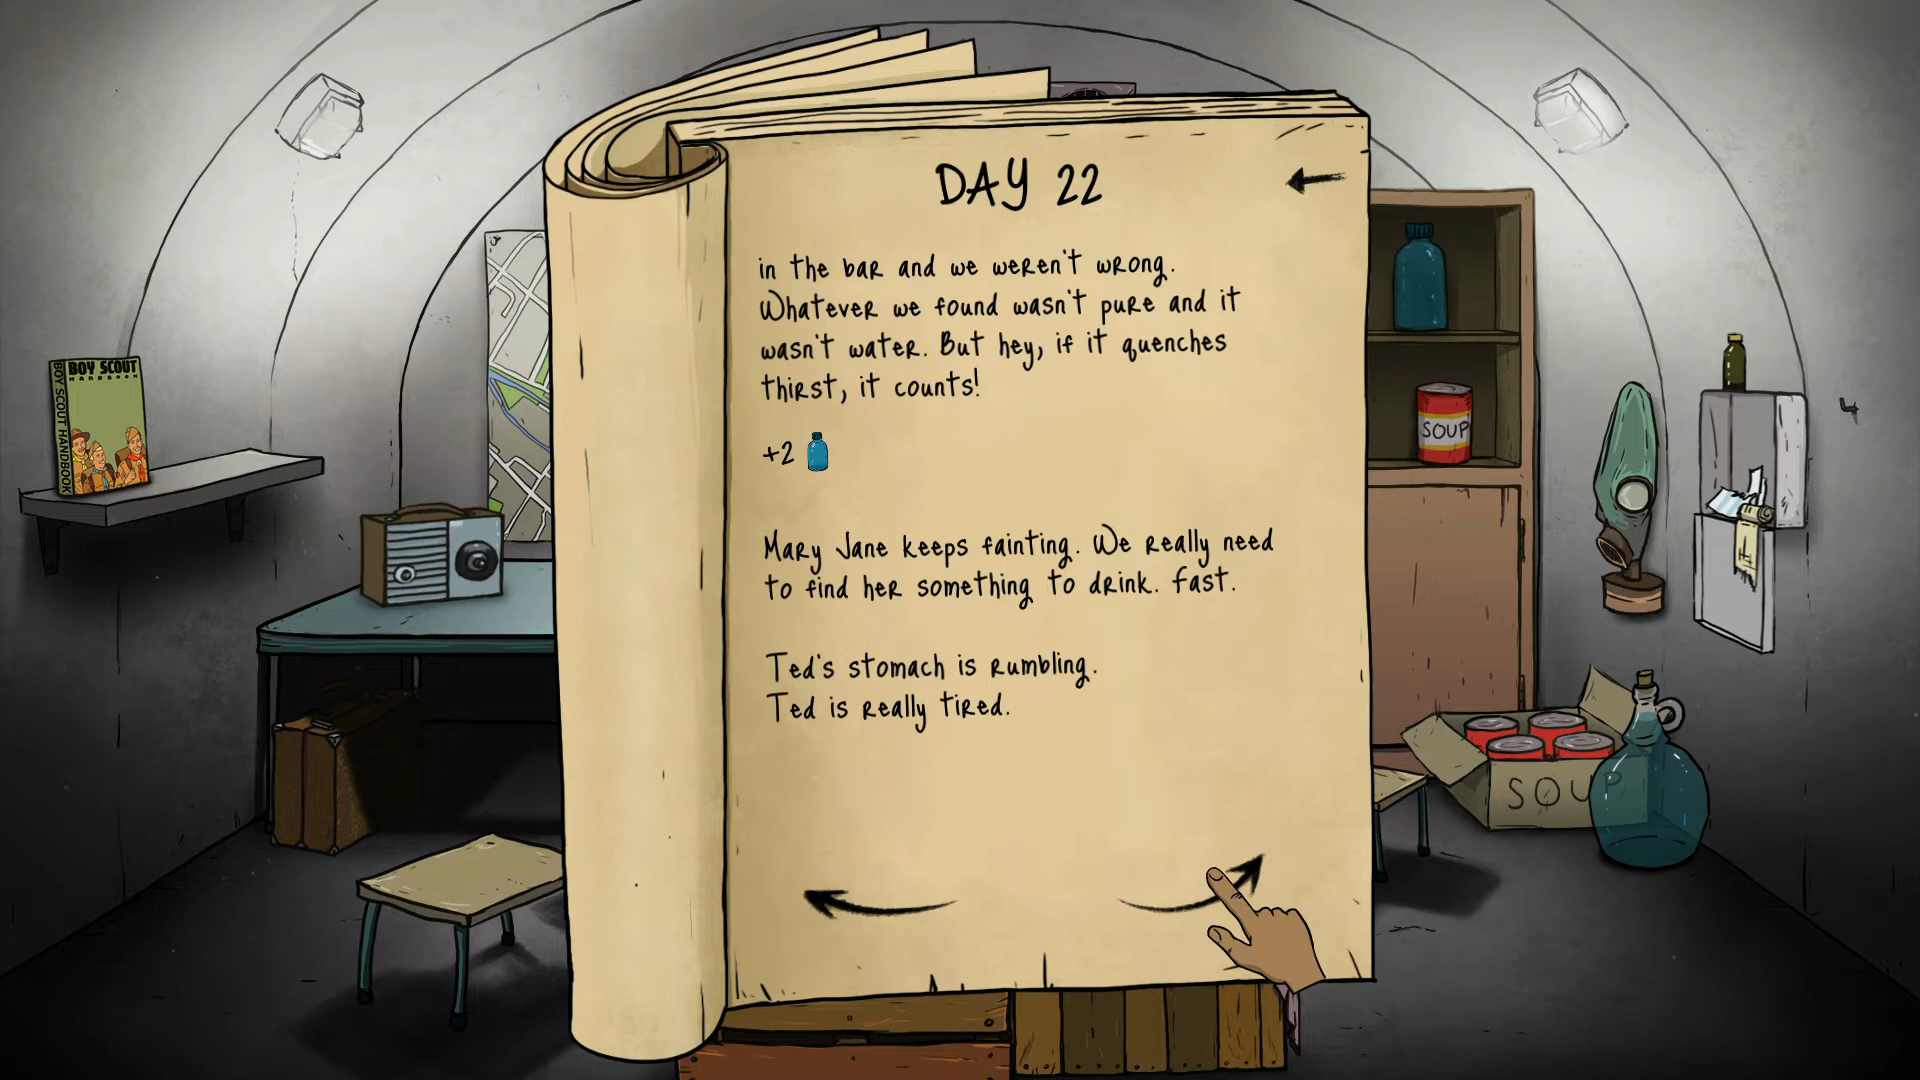 DAY 22
in the bar and we weren't wrong.
Whatever we found wasn't pure and it
wasn't water. But hey, if it quenches
thirst, it counts!
+2
Mary Jane keeps fainting. We really need
to find her something to drink. fast.
Ted's stomach is rumbling.
Ted is really tired.
BOY SCOUT
HANDBOOK
BOY SCOUT HANDBOOK
SOUP
SOUP